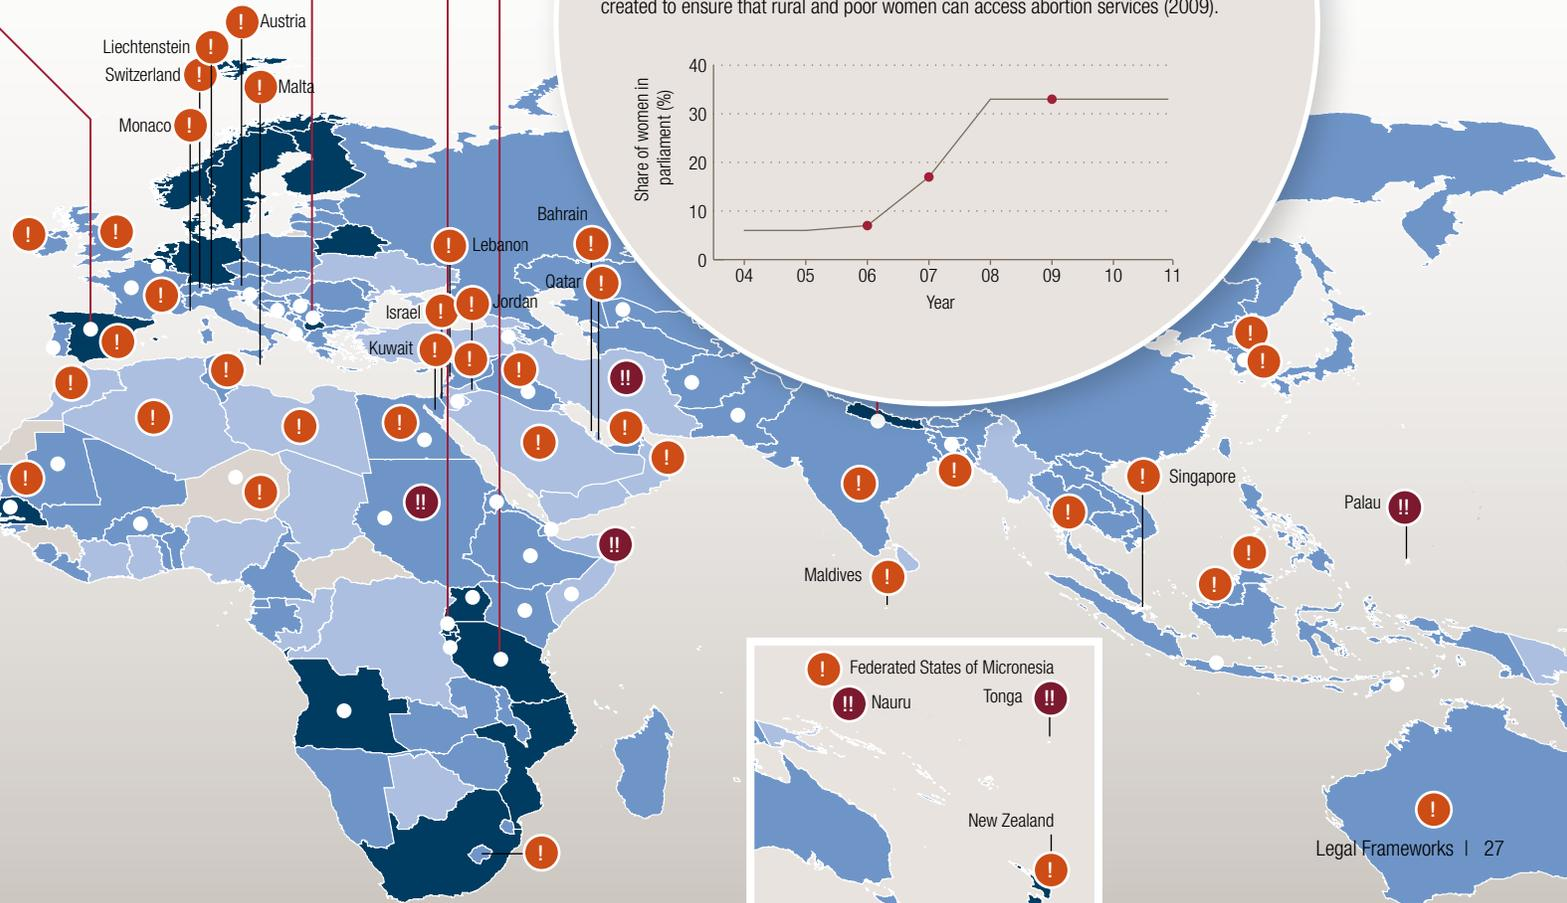 created to ensure that rural and poor women can access abortion services (2009).
Share of women in
parliament (%)
40
30
20
10
0
04 05 06 07 08 09 10 11
Year
Austria
Liechtenstein
Switzerland
Malta
Monaco
Bahrain
Lebanon
Qatar
Jordan
Israel
Kuwait
Singapore
Palau
Maldives
Federated States of Micronesia
Nauru
Tonga
New Zealand
Legal Frameworks | 27